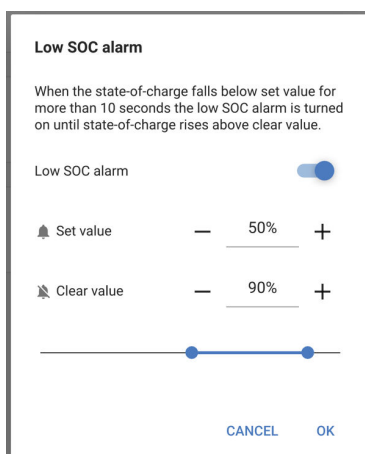 Low SOC alarm
When the state-of-charge falls below set value for
more than 10 seconds the low SOC alarm is turned
on until state-of-charge rises above clear value.
Low SOC alarm
Set value − 50% +
Clear value − 90% +
CANCEL OK